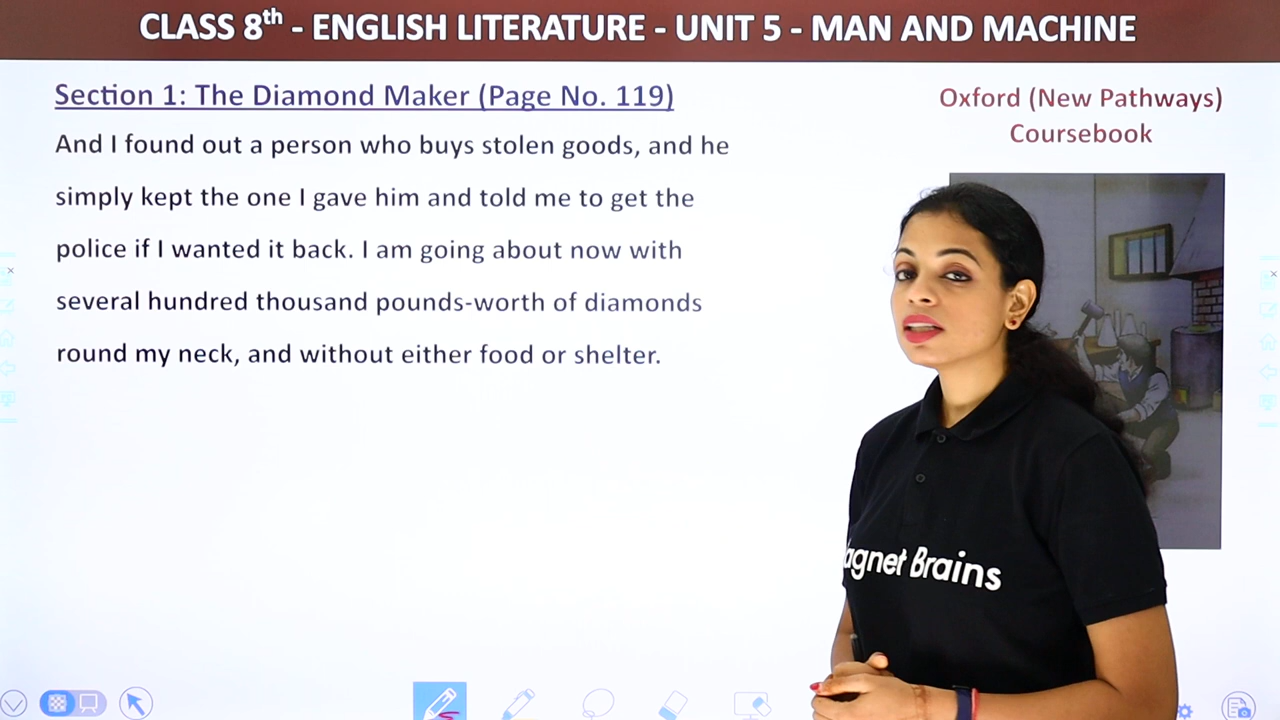 CLASS 8th - ENGLISH LITERATURE - UNIT 5 - MAN AND MACHINE
Section 1: The Diamond Maker (Page No. 119)
Oxford (New Pathways)
Coursebook
And I found out a person who buys stolen goods, and he
simply kept the one I gave him and told me to get the
police if I wanted it back. I am going about now with
several hundred thousand pounds-worth of diamonds
round my neck, and without either food or shelter.
agnet Brains